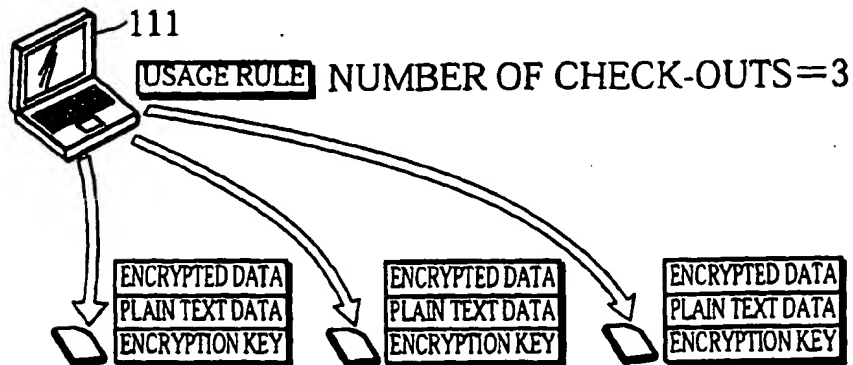 111
USAGE RULE NUMBER OF CHECK-OUTS=3
ENCRYPTED DATA
PLAIN TEXT DATA
ENCRYPTION KEY
ENCRYPTED DATA
PLAIN TEXT DATA
ENCRYPTION KEY
ENCRYPTED DATA
PLAIN TEXT DATA
ENCRYPTION KEY